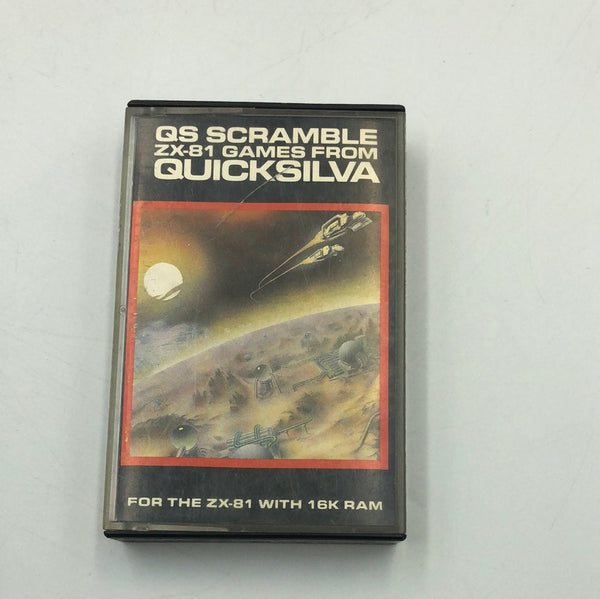 QS SCRAMBLE
ZX-81 GAMES FROM
QUICKSILVA
FOR THE ZX-81 WITH 16K RAM